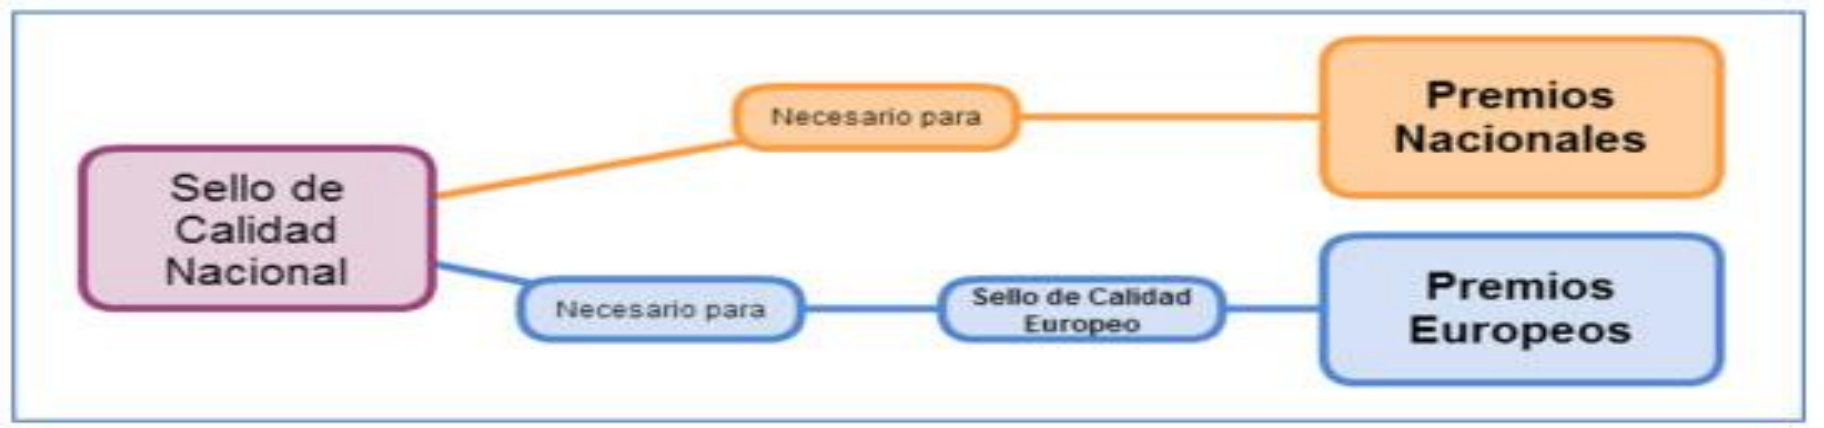 Sello de
Calidad
Nacional
Necesario para
Premios
Nacionales
Necesario para
Sello de Calidad
Europeo
Premios
Europeos